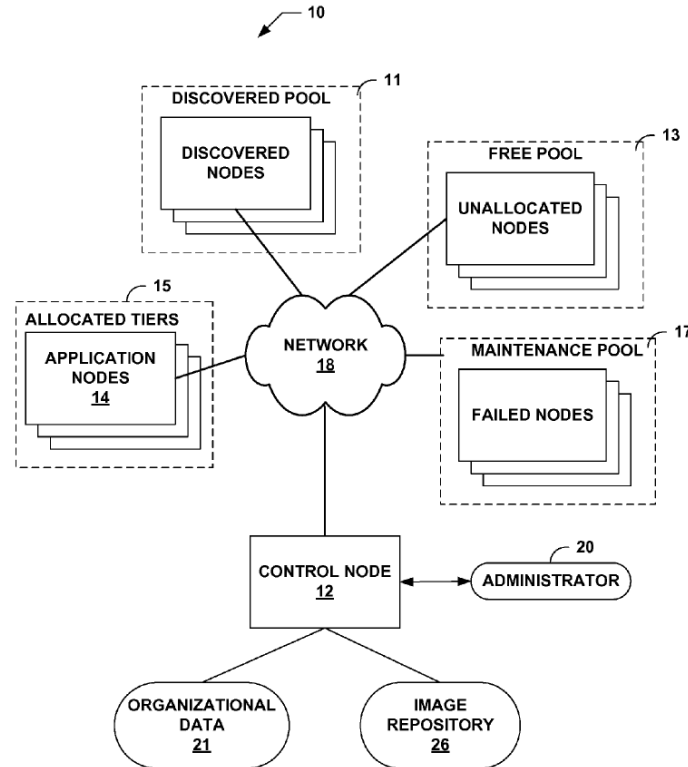 10
11
DISCOVERED POOL
DISCOVERED
NODES
13
FREE POOL
UNALLOCATED
NODES
15
ALLOCATED TIERS
APPLICATION
NODES
14
NETWORK
18
17
MAINTENANCE POOL
FAILED NODES
CONTROL NODE
12
20
ADMINISTRATOR
ORGANIZATIONAL
DATA
21
IMAGE
REPOSITORY
26